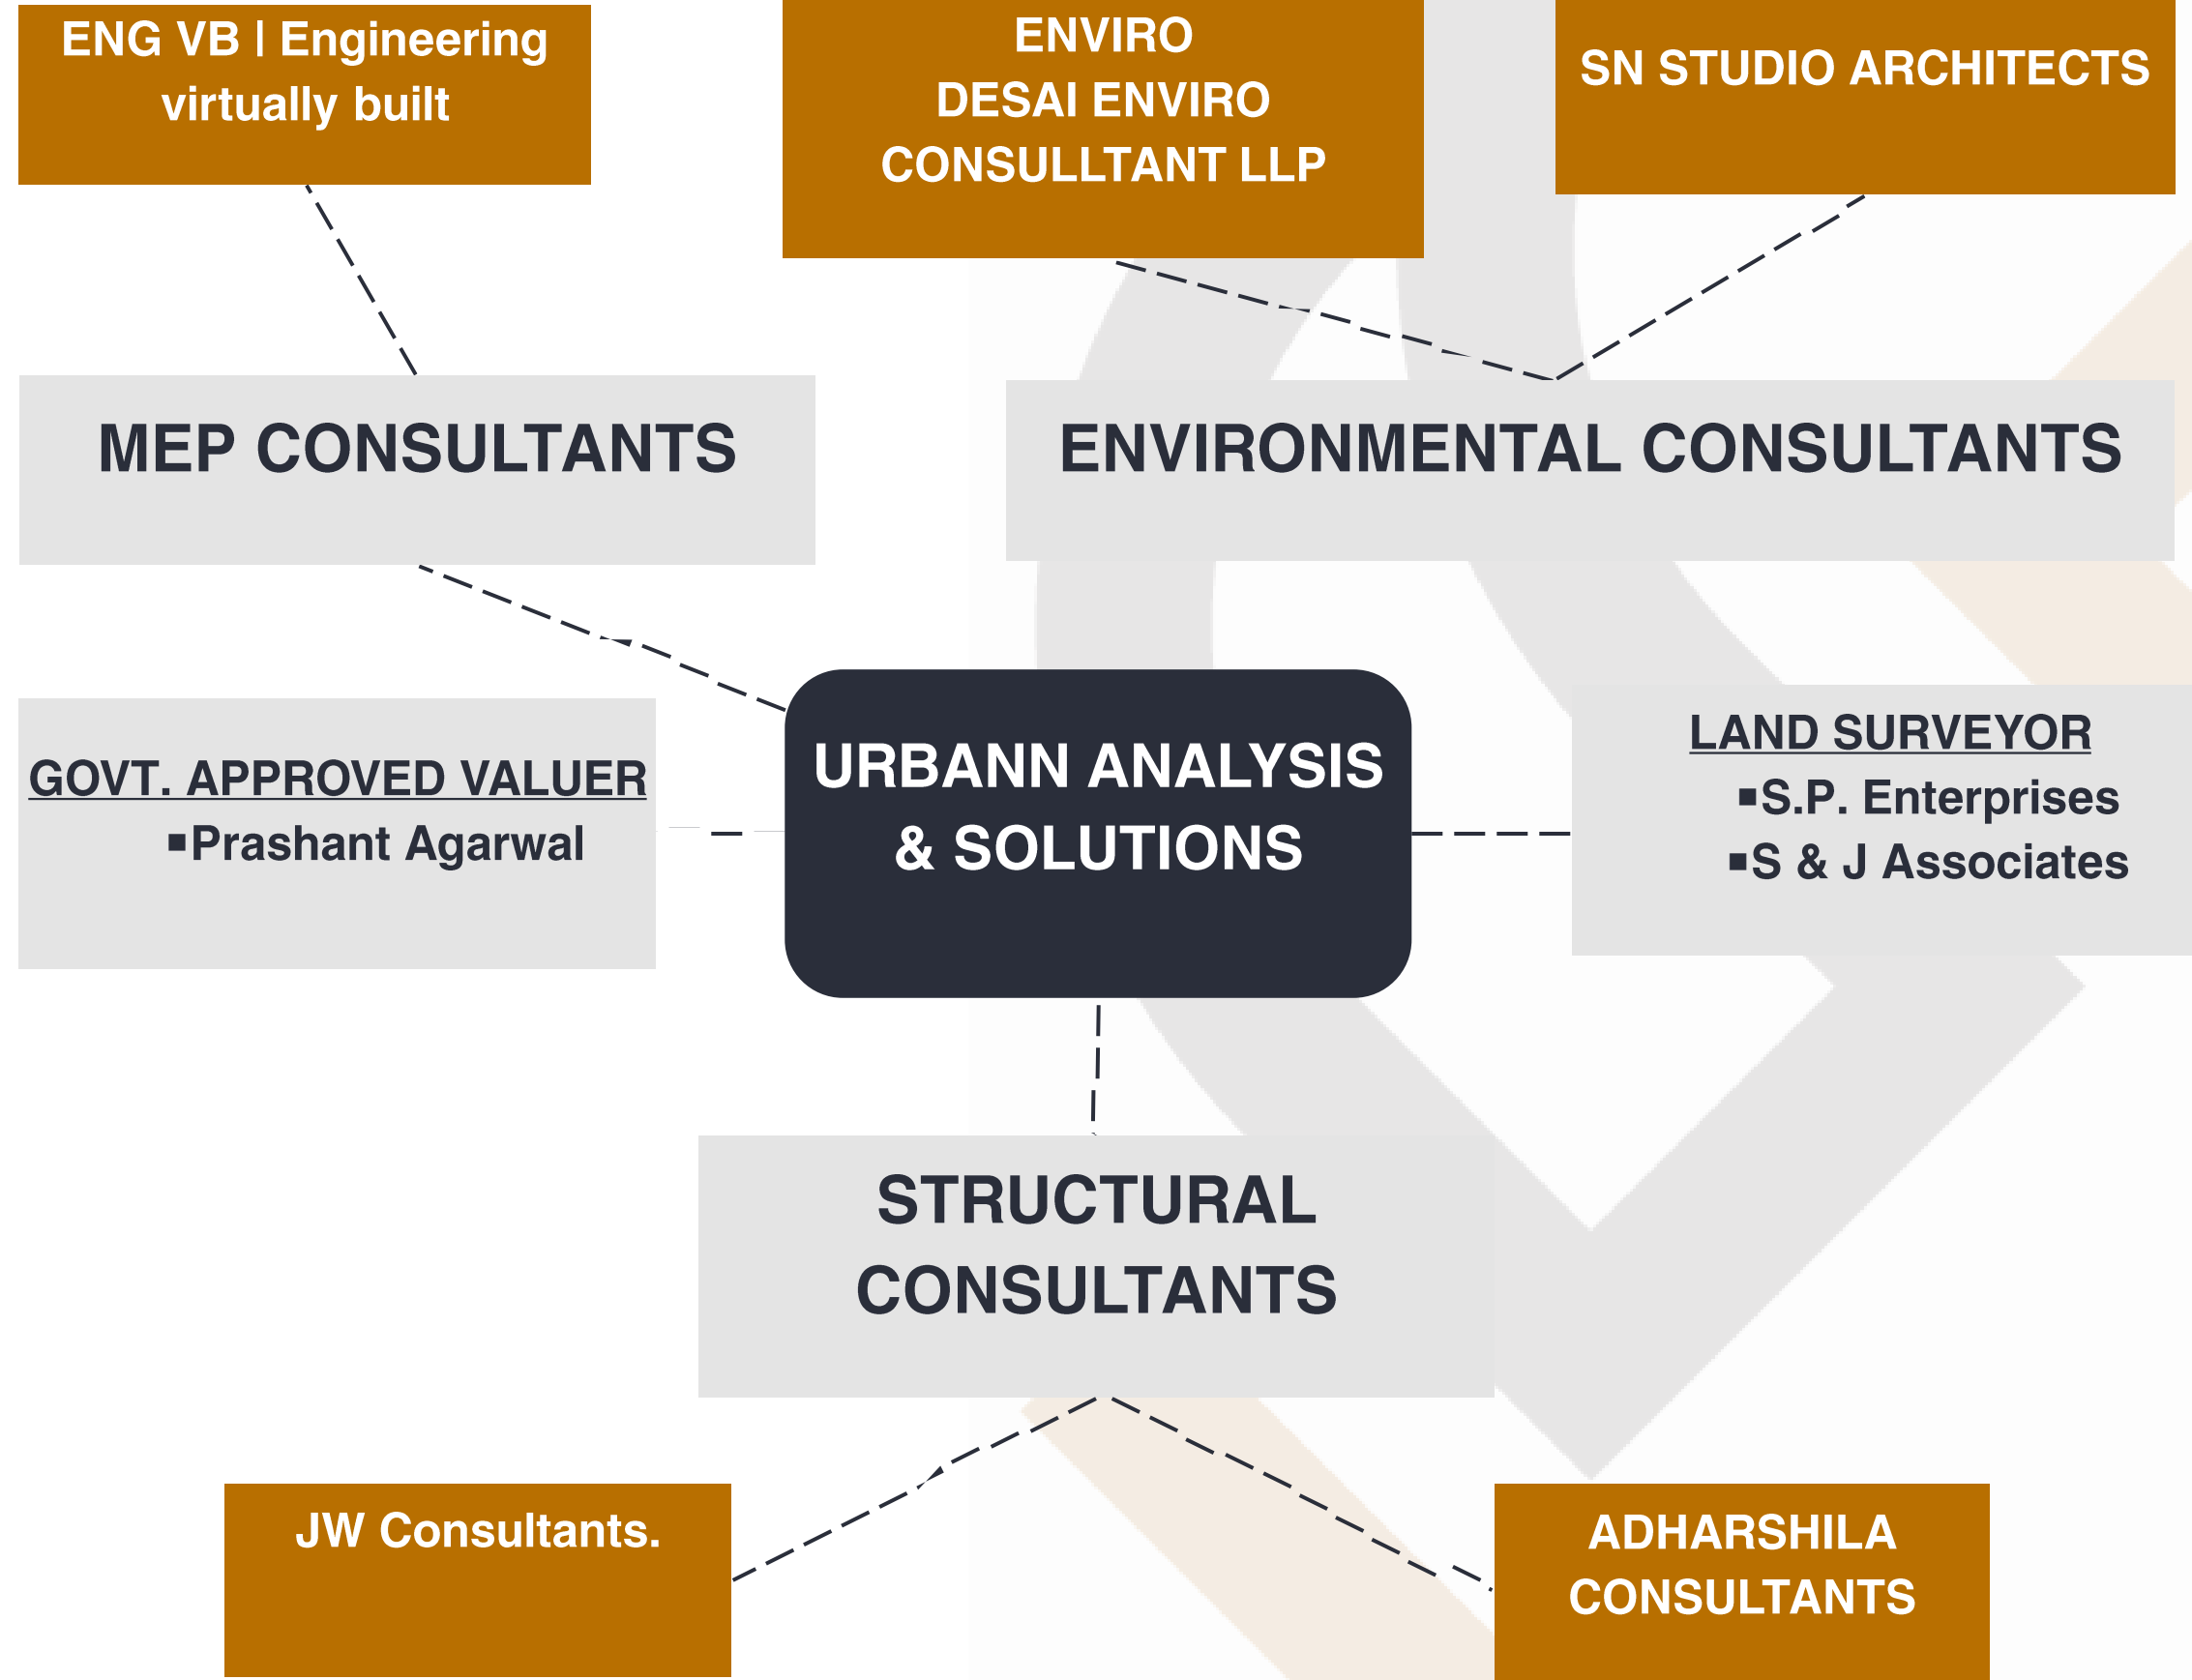 ENG VB | Engineering
virtually built
ENVIRO
DESAI ENVIRO
CONSULLTANT LLP
SN STUDIO ARCHITECTS
MEP CONSULTANTS
ENVIRONMENTAL CONSULTANTS
GOVT. APPROVED VALUER
▪Prashant Agarwal
URBANN ANALYSIS
& SOLUTIONS
LAND SURVEYOR
▪S.P. Enterprises
▪S & J Associates
STRUCTURAL
CONSULTANTS
JW Consultants.
ADHARSHILA
CONSULTANTS